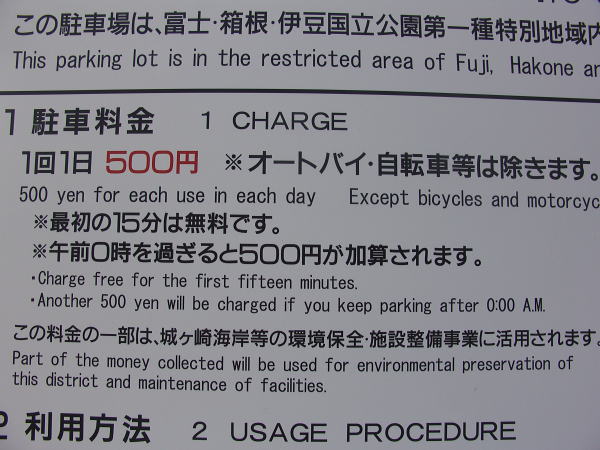 この駐車場は、富士・箱根・伊豆国立公園第一種特別地域内
This parking lot is in the restricted area of Fuji, Hakone an
1 駐車料金 1 CHARGE
1回1日 500円 ※オートバイ・自転車等は除きます。
500 yen for each use in each day Except bicycles and motorcyc
※最初の15分は無料です。
※午前0時を過ぎると500円が加算されます。
・Charge free for the first fifteen minutes.
・Another 500 yen will be charged if you keep parking after 0:00 A.M.
この料金の一部は、城ヶ崎海岸等の環境保全・施設整備事業に活用されます。
Part of the money collected will be used for environmental preservation of
this district and maintenance of facilities.
2 利用方法 2 USAGE PROCEDURE